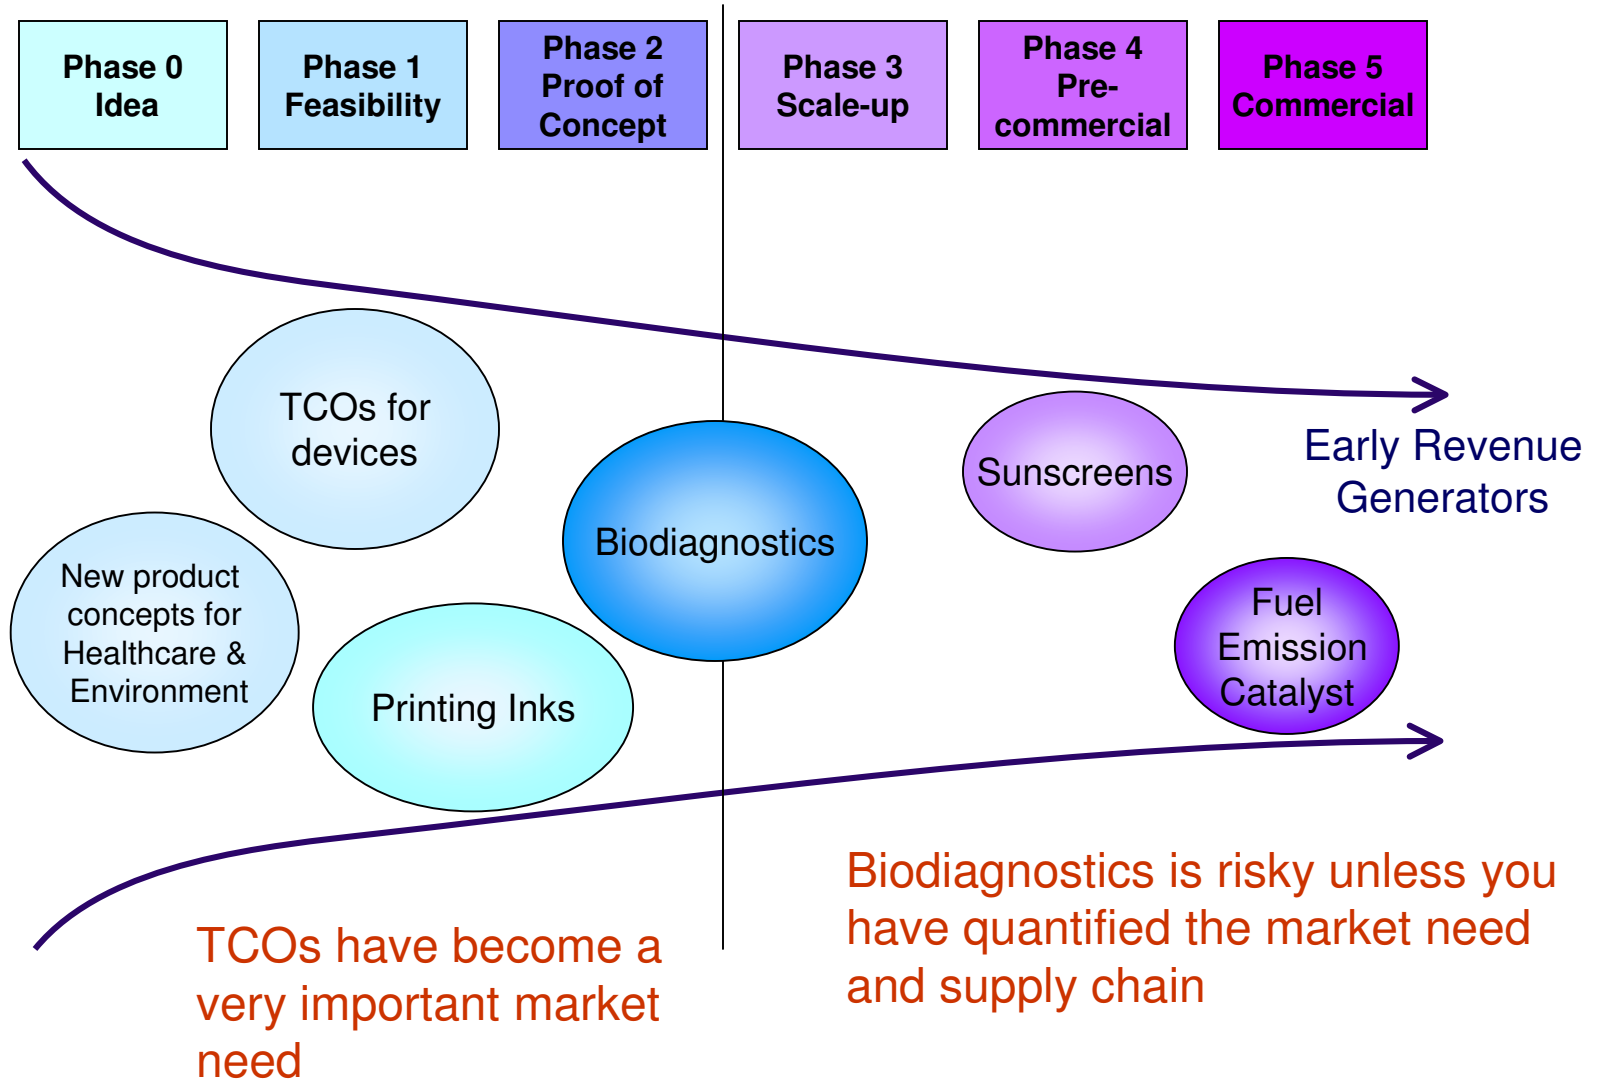 Phase 0
Idea
Phase 1
Feasibility
Phase 2
Proof of
Concept
Phase 3
Scale-up
Phase 4
Pre-
commercial
Phase 5
Commercial
TCOs for
devices
New product
concepts for
Healthcare &
Environment
Printing Inks
Biodiagnostics
Sunscreens
Early Revenue
Generators
Fuel
Emission
Catalyst
TCOs have become a
very important market
need
Biodiagnostics is risky unless you
have quantified the market need
and supply chain